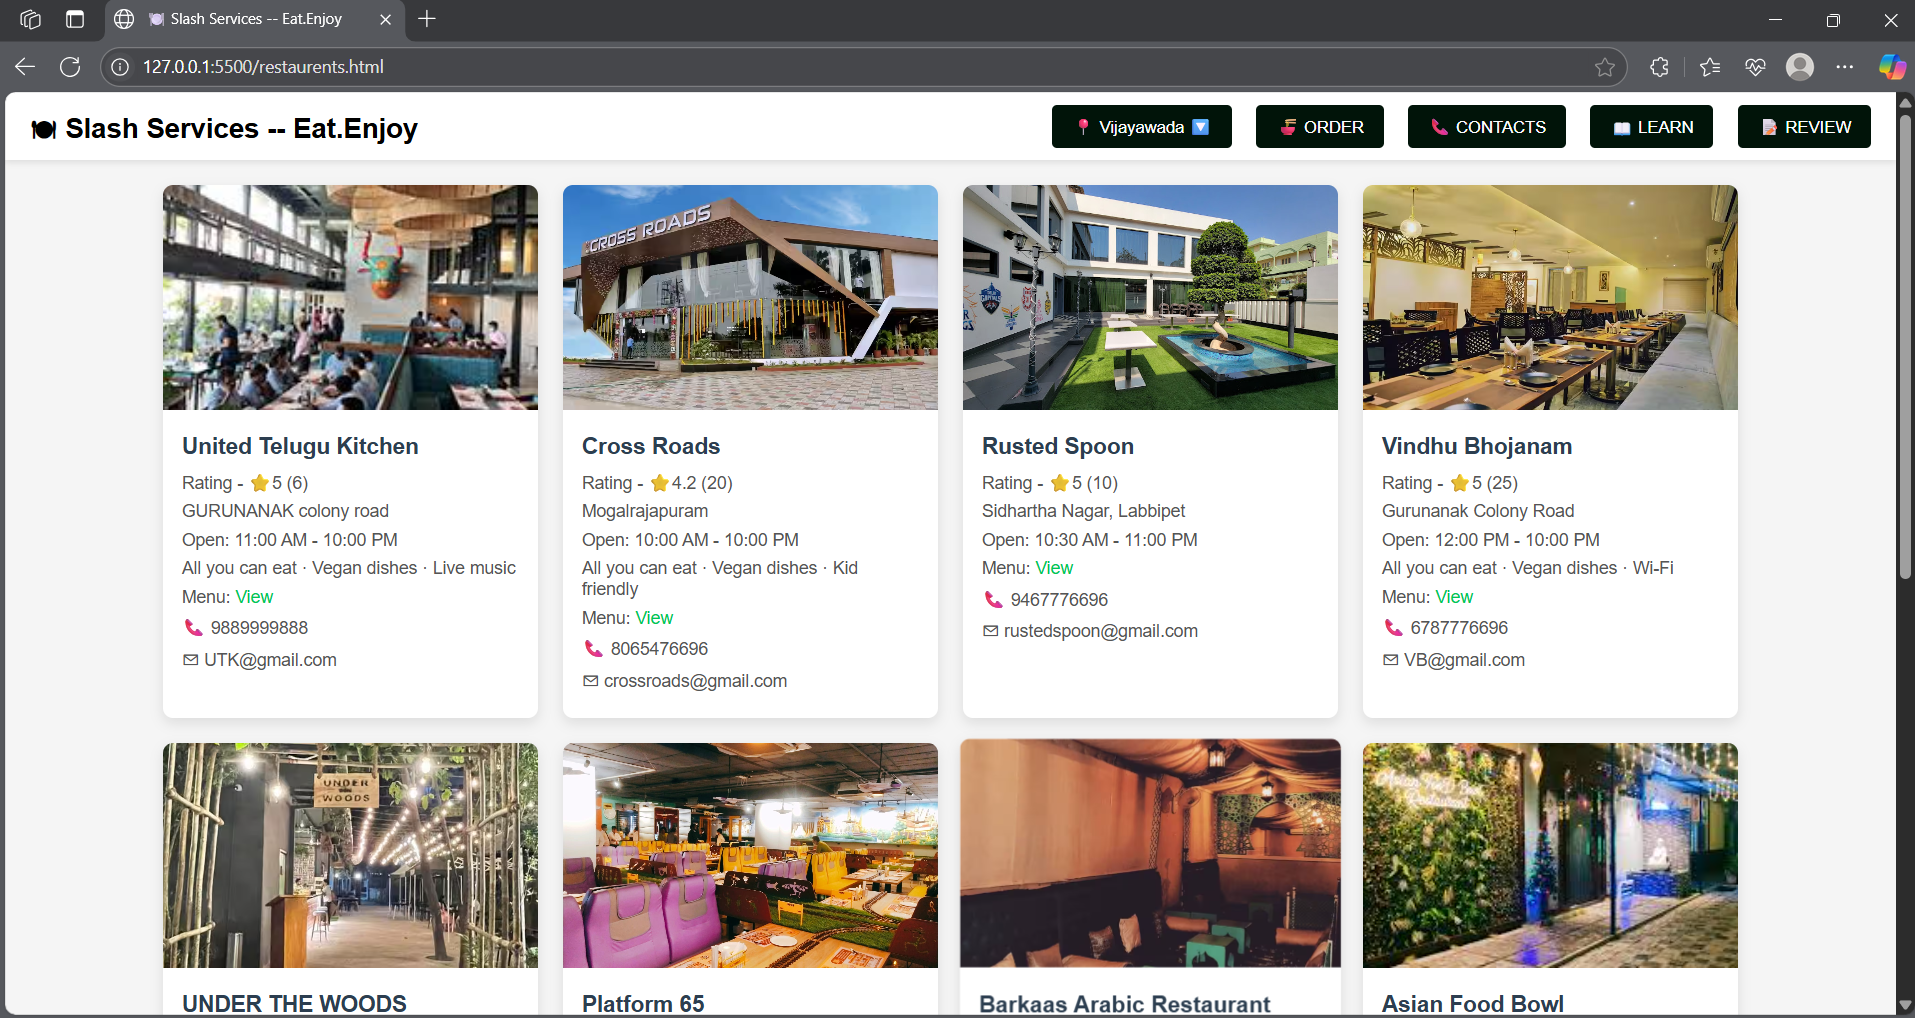 Slash Services -- Eat.Enjoy
127.0.0.1:5500/restaurents.html
Slash Services -- Eat.Enjoy
Vijayawada
ORDER
CONTACTS
LEARN
REVIEW
CROSS ROADS
United Telugu Kitchen
Rating - ⭐5 (6)
GURUNANAK colony road
Open: 11:00 AM - 10:00 PM
All you can eat · Vegan dishes · Live music
Menu: View
9889999888
UTK@gmail.com
Cross Roads
Rating - ⭐4.2 (20)
Mogalrajapuram
Open: 10:00 AM - 10:00 PM
All you can eat · Vegan dishes · Kid
friendly
Menu: View
8065476696
crossroads@gmail.com
Rusted Spoon
Rating - ⭐5 (10)
Sidhartha Nagar, Labbipet
Open: 10:30 AM - 11:00 PM
Menu: View
9467776696
rustedspoon@gmail.com
Vindhu Bhojanam
Rating - ⭐5 (25)
Gurunanak Colony Road
Open: 12:00 PM - 10:00 PM
All you can eat · Vegan dishes · Wi-Fi
Menu: View
6787776696
VB@gmail.com
UNDER
THE
WOODS
Asian Food Bowl
Restaurant
UNDER THE WOODS
Platform 65
Barkaas Arabic Restaurant
Asian Food Bowl